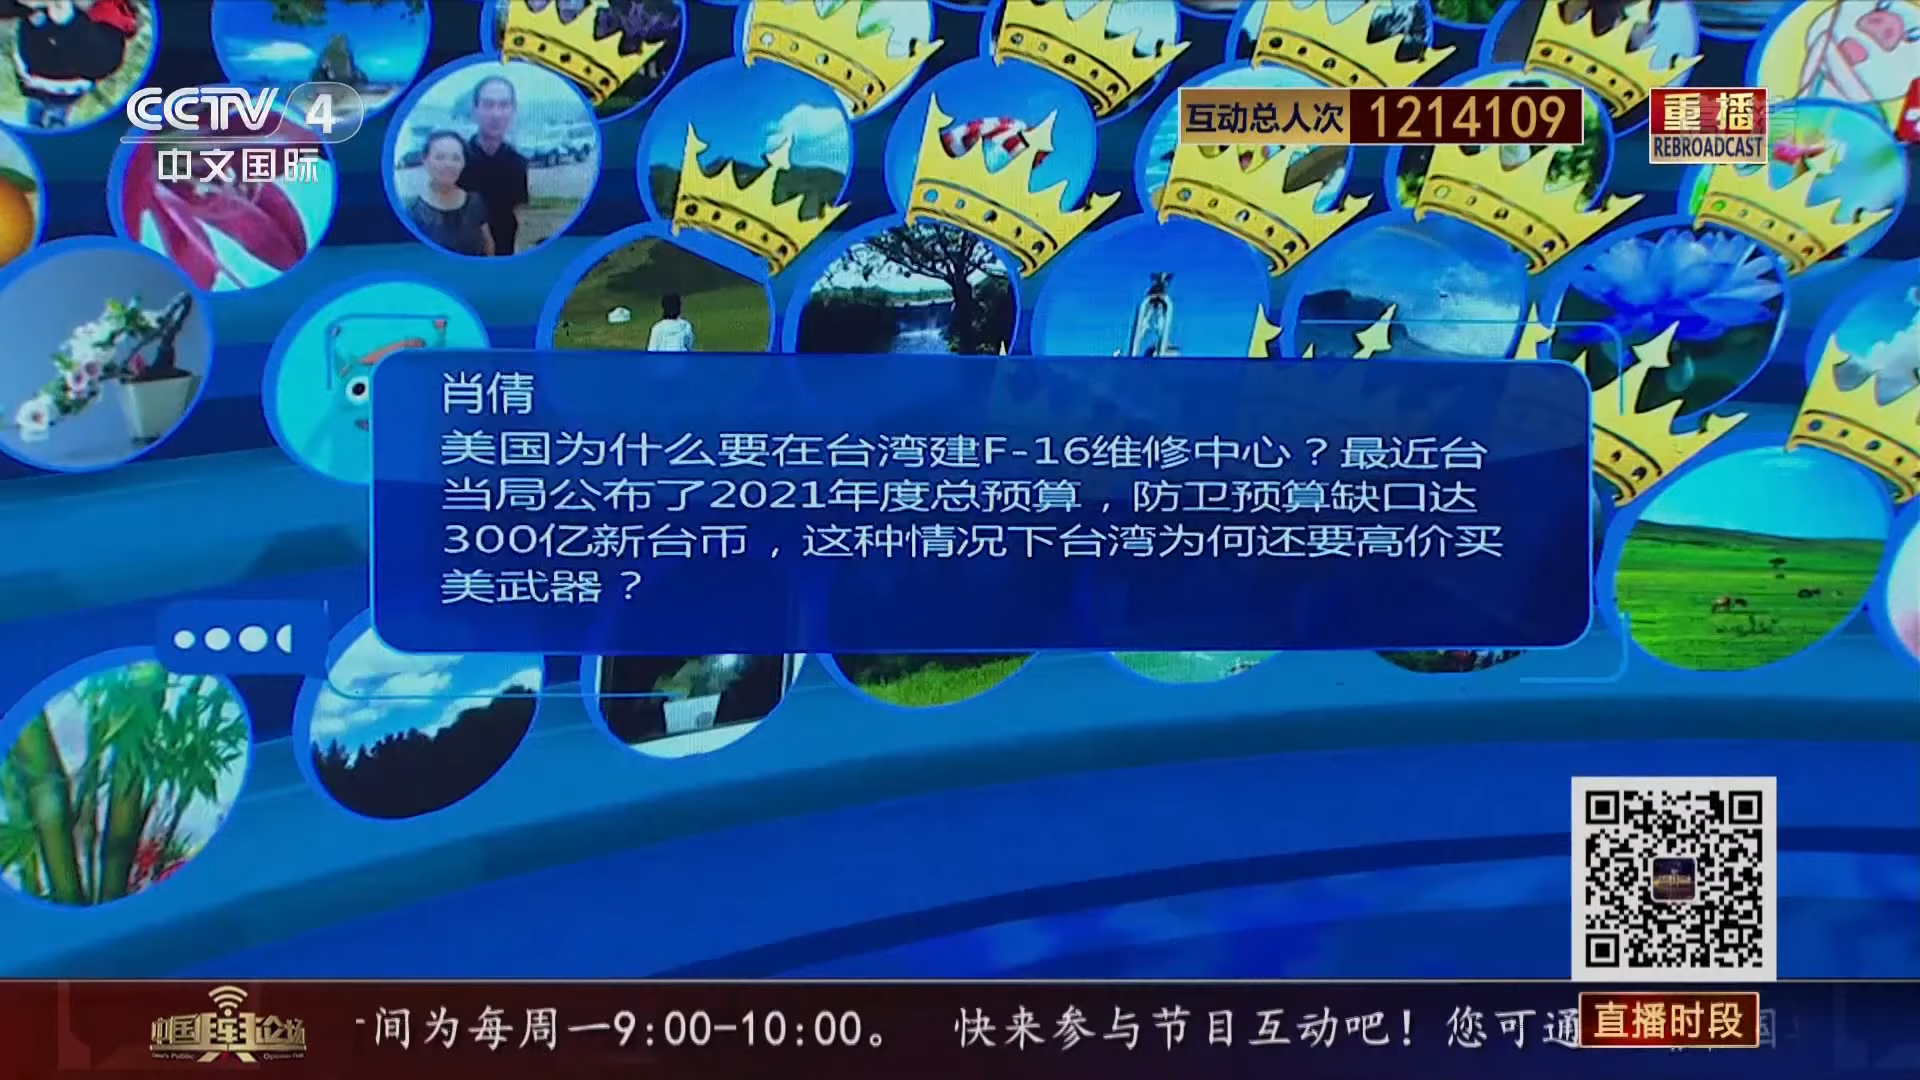 CCTV 4
中文国际
互动总人次 1214109
重播
REBROADCAST
肖倩
美国为什么要在台湾建F-16维修中心？最近台
当局公布了2021年度总预算，防卫预算缺口达
300亿新台币，这种情况下台湾为何还要高价买
美武器？
中国舆论场
间为每周一9:00-10:00。 快来参与节目互动吧！您可通
直播时段